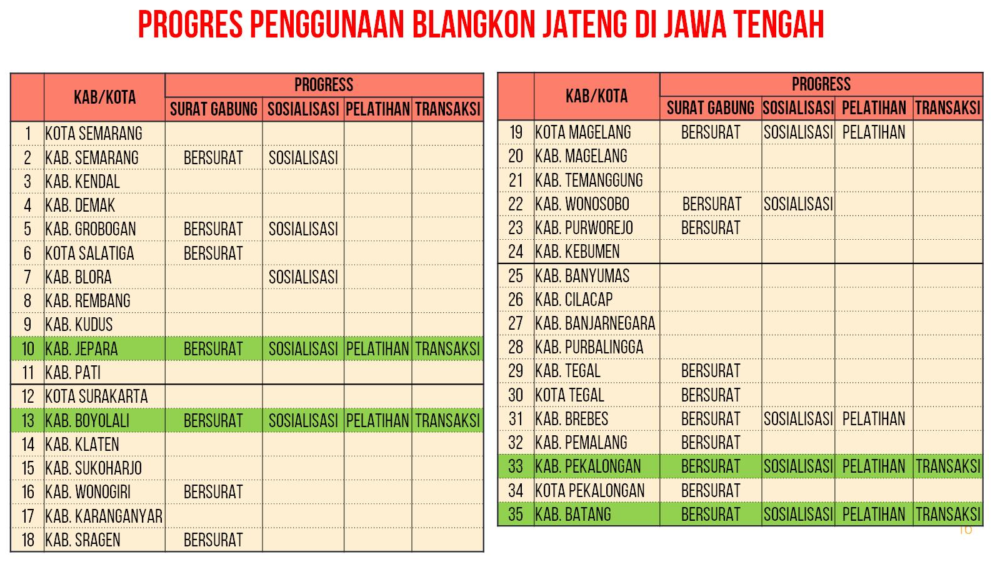 PROGRES PENGGUNAAN BLANGKON JATENG DI JAWA TENGAH
KAB/KOTA PROGRESS
SURAT GABUNG SOSIALISASI PELATIHAN TRANSAKSI
1 KOTA SEMARANG
2 KAB. SEMARANG BERSURAT SOSIALISASI
3 KAB. KENDAL
4 KAB. DEMAK
5 KAB. GROBOGAN BERSURAT SOSIALISASI
6 KOTA SALATIGA BERSURAT
7 KAB. BLORA SOSIALISASI
8 KAB. REMBANG
9 KAB. KUDUS
10 KAB. JEPARA BERSURAT SOSIALISASI PELATIHAN TRANSAKSI
11 KAB. PATI
12 KOTA SURAKARTA
13 KAB. BOYOLALI BERSURAT SOSIALISASI PELATIHAN TRANSAKSI
14 KAB. KLATEN
15 KAB. SUKOHARJO
16 KAB. WONOGIRI BERSURAT
17 KAB. KARANGANYAR
18 KAB. SRAGEN BERSURAT
KAB/KOTA PROGRESS
SURAT GABUNG SOSIALISASI PELATIHAN TRANSAKSI
19 KOTA MAGELANG BERSURAT SOSIALISASI PELATIHAN
20 KAB. MAGELANG
21 KAB. TEMANGGUNG
22 KAB. WONOSOBO BERSURAT SOSIALISASI
23 KAB. PURWOREJO BERSURAT
24 KAB. KEBUMEN
25 KAB. BANYUMAS
26 KAB. CILACAP
27 KAB. BANJARNEGARA
28 KAB. PURBALINGGA
29 KAB. TEGAL BERSURAT
30 KOTA TEGAL BERSURAT
31 KAB. BREBES BERSURAT SOSIALISASI PELATIHAN
32 KAB. PEMALANG BERSURAT
33 KAB. PEKALONGAN BERSURAT SOSIALISASI PELATIHAN TRANSAKSI
34 KOTA PEKALONGAN BERSURAT
35 KAB. BATANG BERSURAT SOSIALISASI PELATIHAN TRANSAKSI